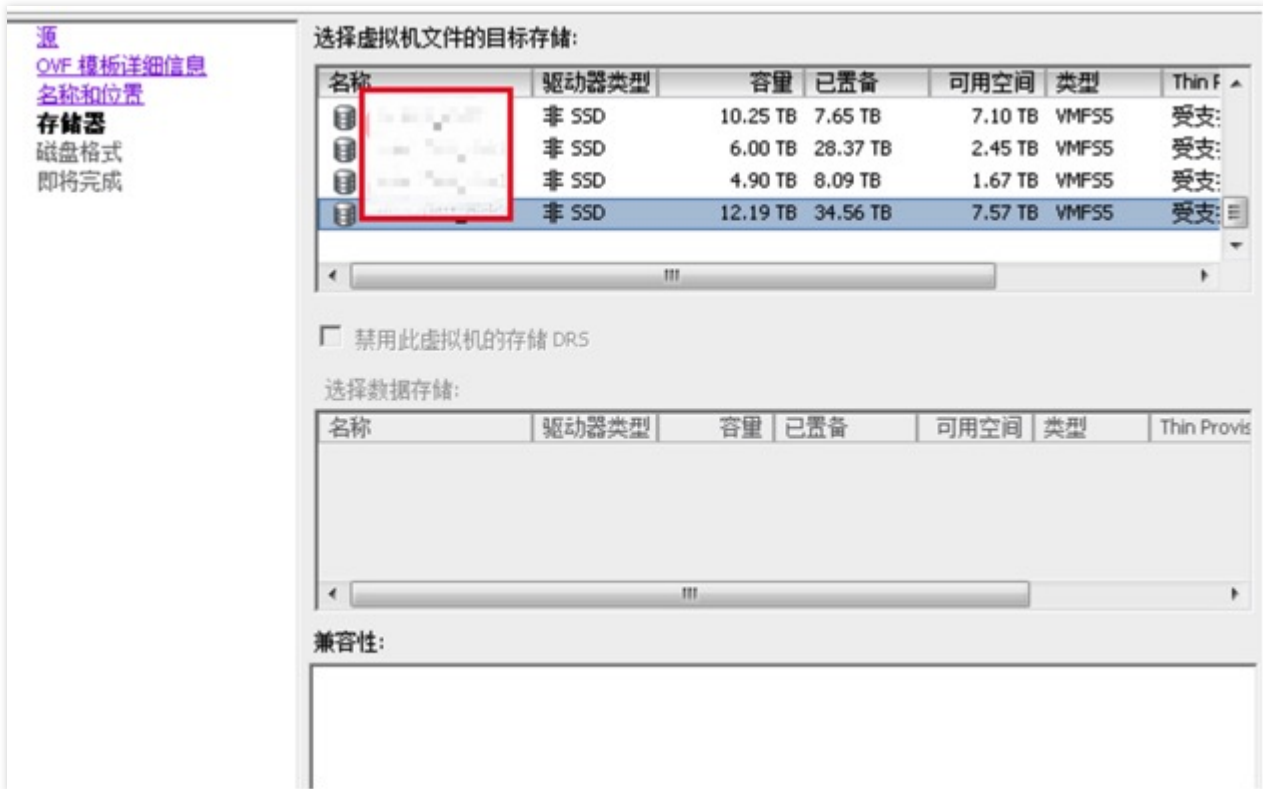 源
OVF 模板详细信息
名称和位置
存储器
磁盘格式
即将完成
选择虚拟机文件的目标存储:
名称 驱动器类型 容量 已置备 可用空间 类型 Thin P
非 SSD 10.25 TB 7.65 TB 7.10 TB VMFS5 受支
非 SSD 6.00 TB 28.37 TB 2.45 TB VMFS5 受支
非 SSD 4.90 TB 8.09 TB 1.67 TB VMFS5 受支
非 SSD 12.19 TB 34.56 TB 7.57 TB VMFS5 受支
禁用此虚拟机的存储 DRS
选择数据存储:
名称 驱动器类型 容量 已置备 可用空间 类型 Thin Provis
兼容性: